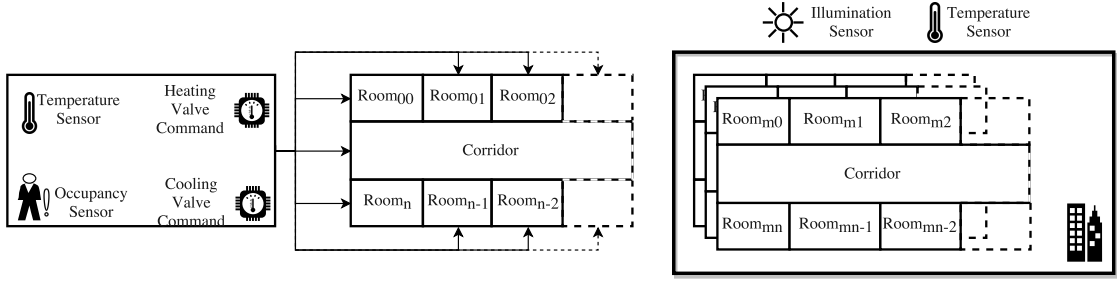 Illumination
Sensor
Temperature
Sensor
Temperature
Sensor
Heating
Valve
Command
Occupancy
Sensor
Cooling
Valve
Command
Room00
Room01
Room02
Corridor
Roomn
Roomn-1
Roomn-2
Roomm0
Roomm1
Roomm2
Corridor
Roommn
Roommn-1
Roommn-2